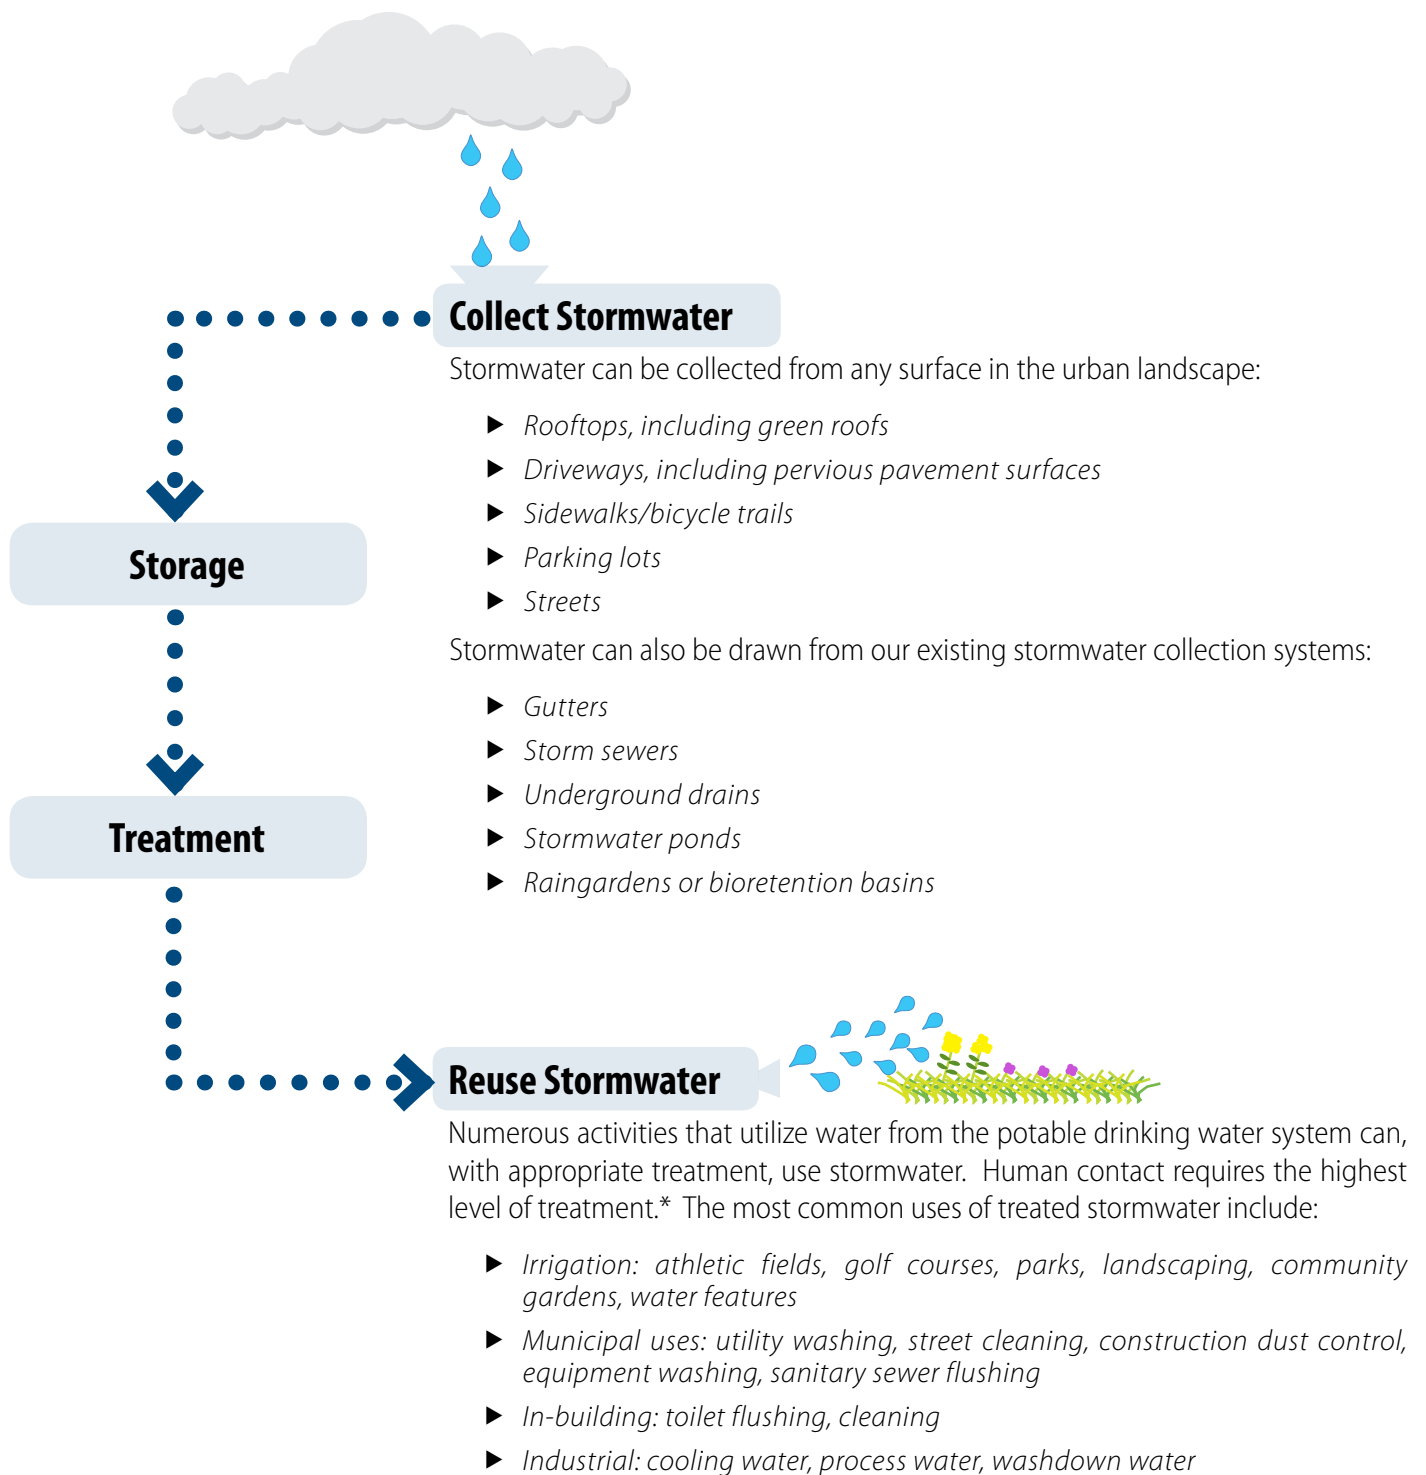 Collect Stormwater
Stormwater can be collected from any surface in the urban landscape:
▶ Rooftops, including green roofs
▶ Driveways, including pervious pavement surfaces
▶ Sidewalks/bicycle trails
▶ Parking lots
▶ Streets
Stormwater can also be drawn from our existing stormwater collection systems:
▶ Gutters
▶ Storm sewers
▶ Underground drains
▶ Stormwater ponds
▶ Raingardens or bioretention basins
Storage
Treatment
Reuse Stormwater
Numerous activities that utilize water from the potable drinking water system can,
with appropriate treatment, use stormwater.  Human contact requires the highest
level of treatment.*  The most common uses of treated stormwater include:
▶ Irrigation: athletic fields, golf courses, parks, landscaping, community
gardens, water features
▶ Municipal uses: utility washing, street cleaning, construction dust control,
equipment washing, sanitary sewer flushing
▶ In-building: toilet flushing, cleaning
▶ Industrial: cooling water, process water, washdown water